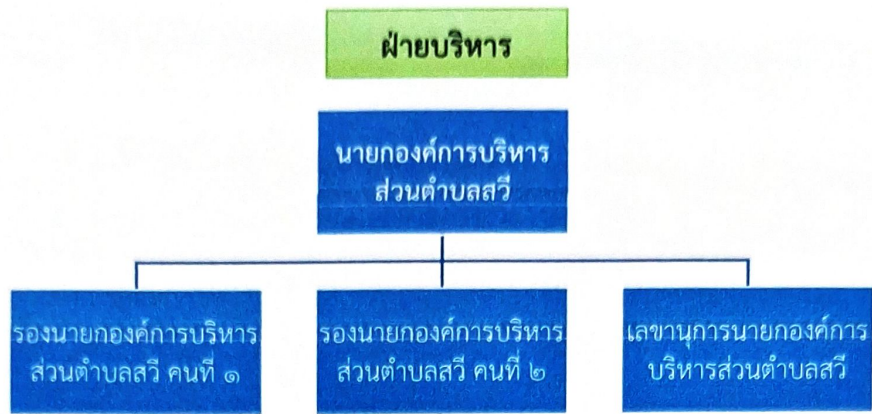 ฝ่ายบริหาร
นายกองค์การบริหาร
ส่วนตำบลสวี
รองนายกองค์การบริหาร
ส่วนตำบลสวี คนที่ ๑
รองนายกองค์การบริหาร
ส่วนตำบลสวี คนที่ ๒
เลขานุการนายกองค์การ
บริหารส่วนตำบลสวี